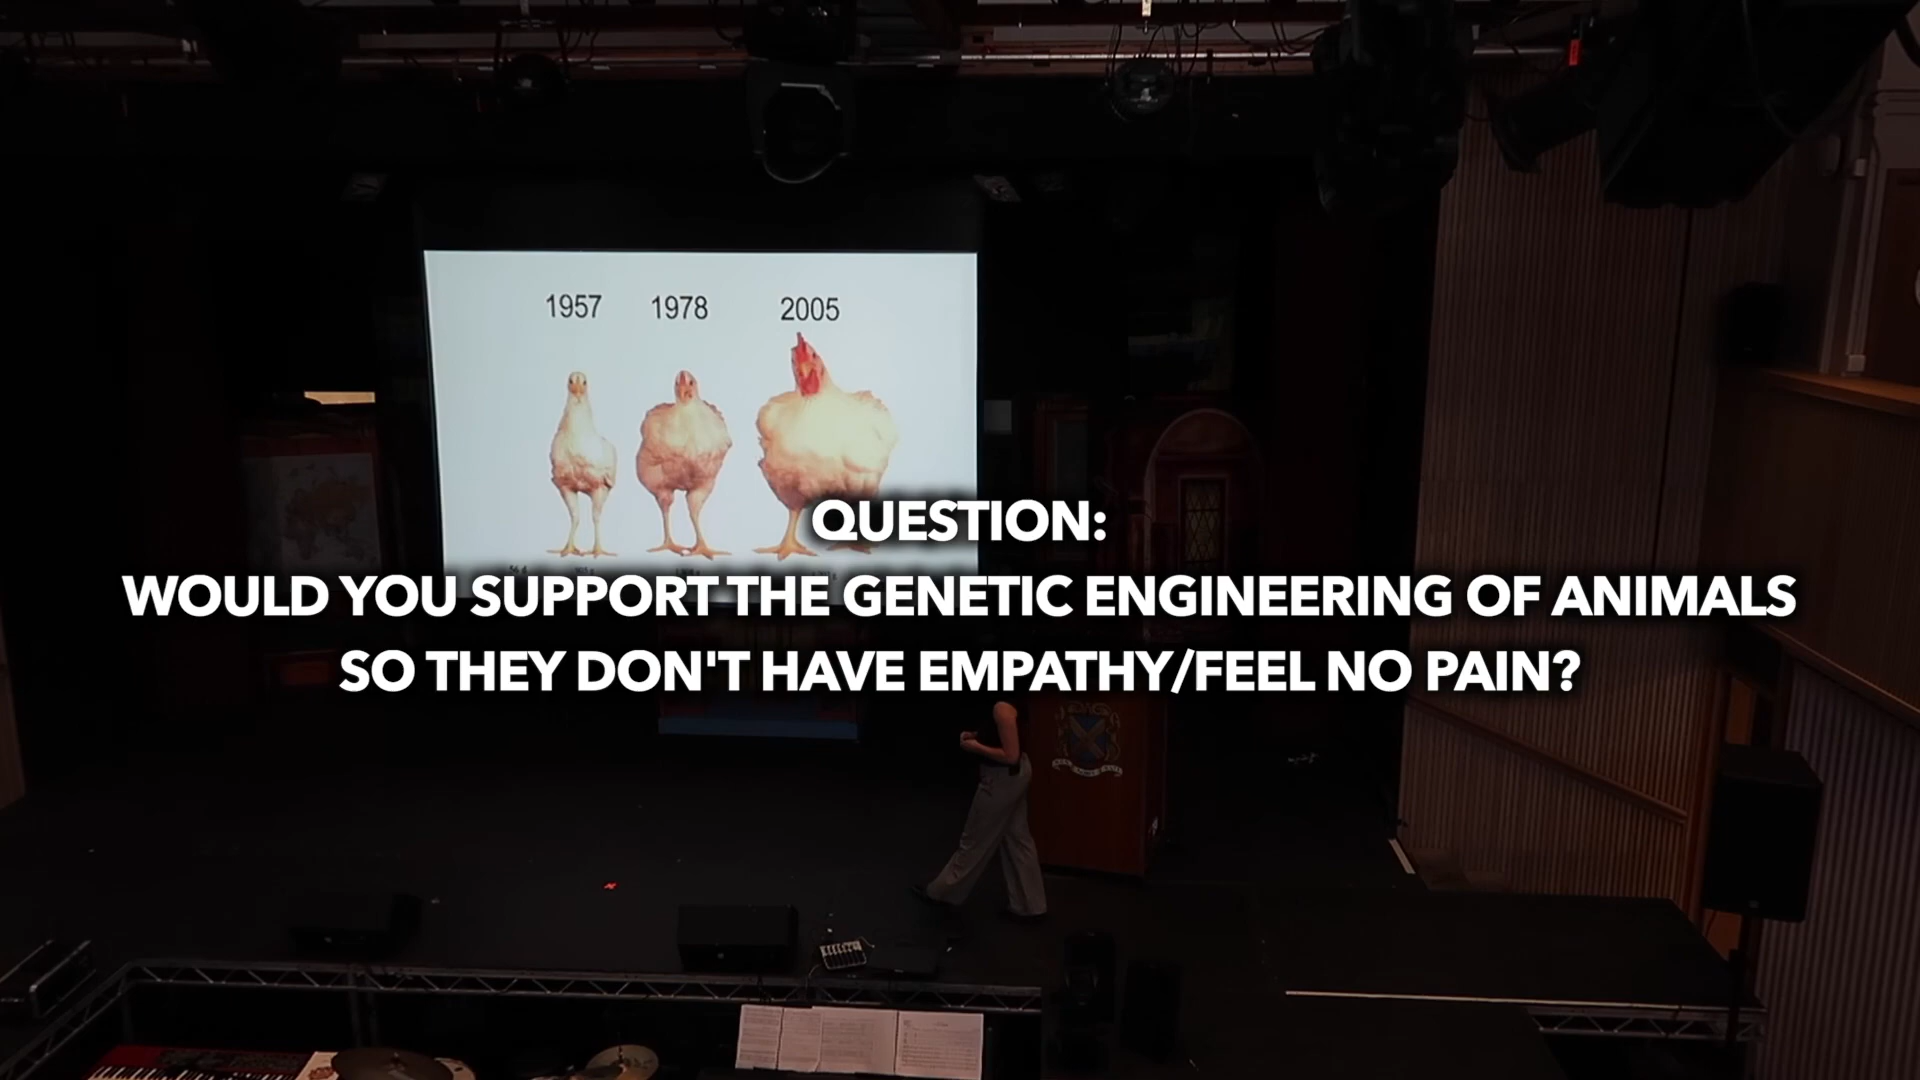 1957 1978 2005
QUESTION:
WOULD YOU SUPPORT THE GENETIC ENGINEERING OF ANIMALS
SO THEY DON'T HAVE EMPATHY/FEEL NO PAIN?